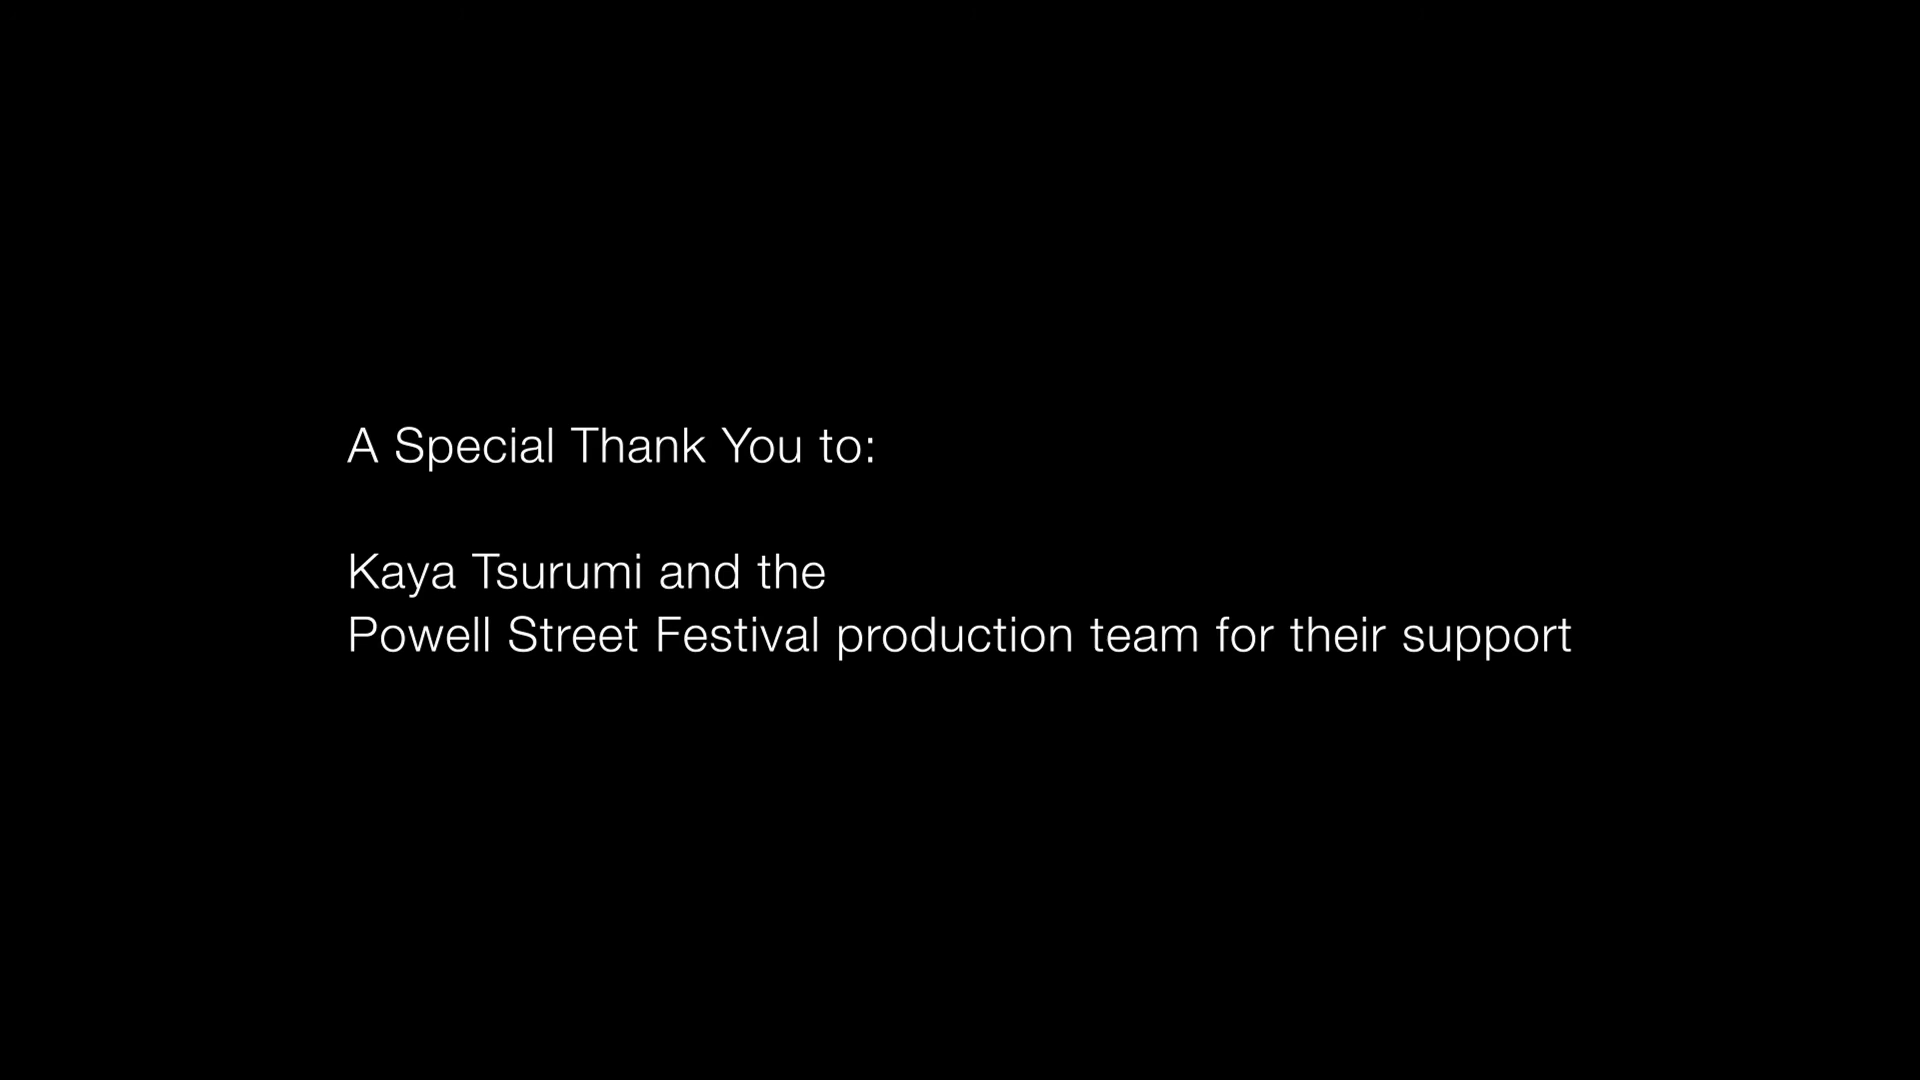 A Special Thank You to:
Kaya Tsurumi and the
Powell Street Festival production team for their support